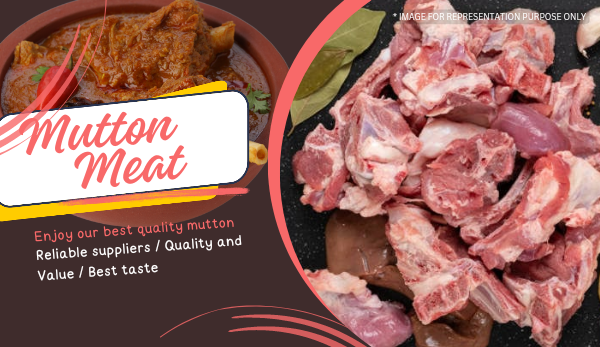 * IMAGE FOR REPRESENTATION PURPOSE ONLY
Mutton
Meat
Enjoy our best quality mutton
Reliable suppliers / Quality and
Value / Best taste